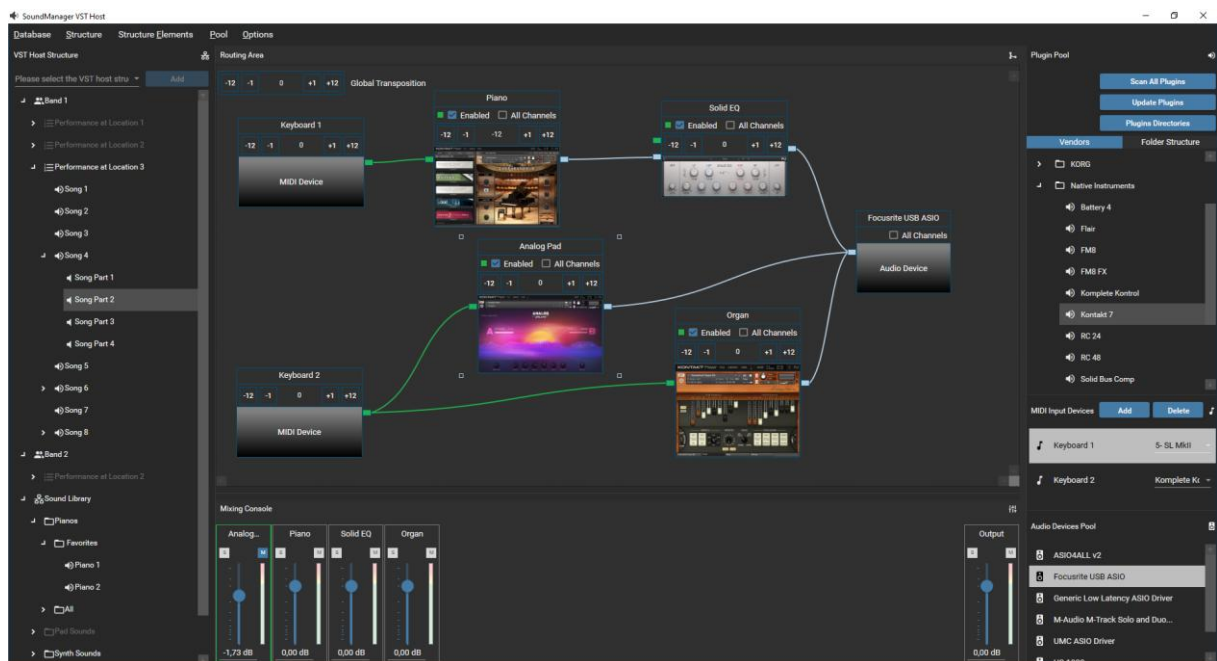 SoundManager VST Host
Database Structure Structure Elements Pool Options
VST Host Structure
Please select the VST host stru Add
Band 1
Performance at Location 1
Performance at Location 2
Performance at Location 3
Song 1
Song 2
Song 3
Song 4
Song Part 1
Song Part 2
Song Part 3
Song Part 4
Song 5
Song 6
Song 7
Song 8
Band 2
Performance at Location 2
Sound Library
Pianos
Favorites
Piano 1
Piano 2
All
Pad Sounds
Synth Sounds
Routing Area
-12 -1 0 +1 +12 Global Transposition
Keyboard 1
-12 -1 0 +1 +12
MIDI Device
Piano
Enabled All Channels
-12 -1 -12 +1 +12
Solid EQ
Enabled All Channels
-12 -1 0 +1 +12
Analog Pad
Enabled All Channels
-12 -1 0 +1 +12
ANALOG
A
B
Focusrite USB ASIO
All Channels
Audio Device
Organ
Enabled All Channels
-12 -1 0 +1 +12
Keyboard 2
-12 -1 0 +1 +12
MIDI Device
Mixing Console
Analog... Piano Solid EQ Organ Output
S M S M S M S M S M
-1,73 dB 0,00 dB 0,00 dB 0,00 dB 0,00 dB
Plugin Pool
Scan All Plugins
Update Plugins
Plugins Directories
Vendors Folder Structure
KORG
Native Instruments
Battery 4
Flair
FM8
FM8 FX
Komplete Kontrol
Kontakt 7
RC 24
RC 48
Solid Bus Comp
MIDI Input Devices Add Delete
Keyboard 1 5- SL MkII
Keyboard 2 Komplete Kc
Audio Devices Pool
ASIO4ALL v2
Focusrite USB ASIO
Generic Low Latency ASIO Driver
M-Audio M-Track Solo and Duo...
UMC ASIO Driver